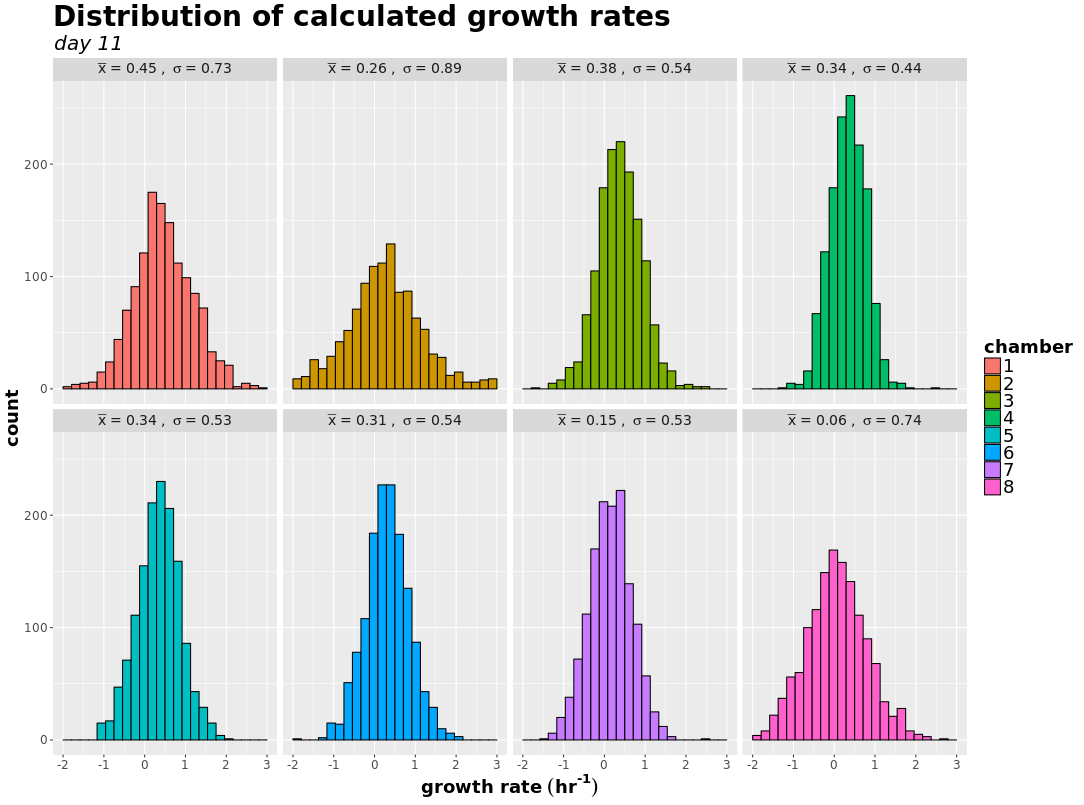 Distribution of calculated growth rates
day 11
x̅ = 0.45 , σ = 0.73
x̅ = 0.26 , σ = 0.89
x̅ = 0.38 , σ = 0.54
x̅ = 0.34 , σ = 0.44
200
100
0
count
x̅ = 0.34 , σ = 0.53
x̅ = 0.31 , σ = 0.54
x̅ = 0.15 , σ = 0.53
x̅ = 0.06 , σ = 0.74
200
100
0
-2 -1 0 1 2 3
-2 -1 0 1 2 3
-2 -1 0 1 2 3
-2 -1 0 1 2 3
growth rate (hr⁻¹)
chamber
1
2
3
4
5
6
7
8